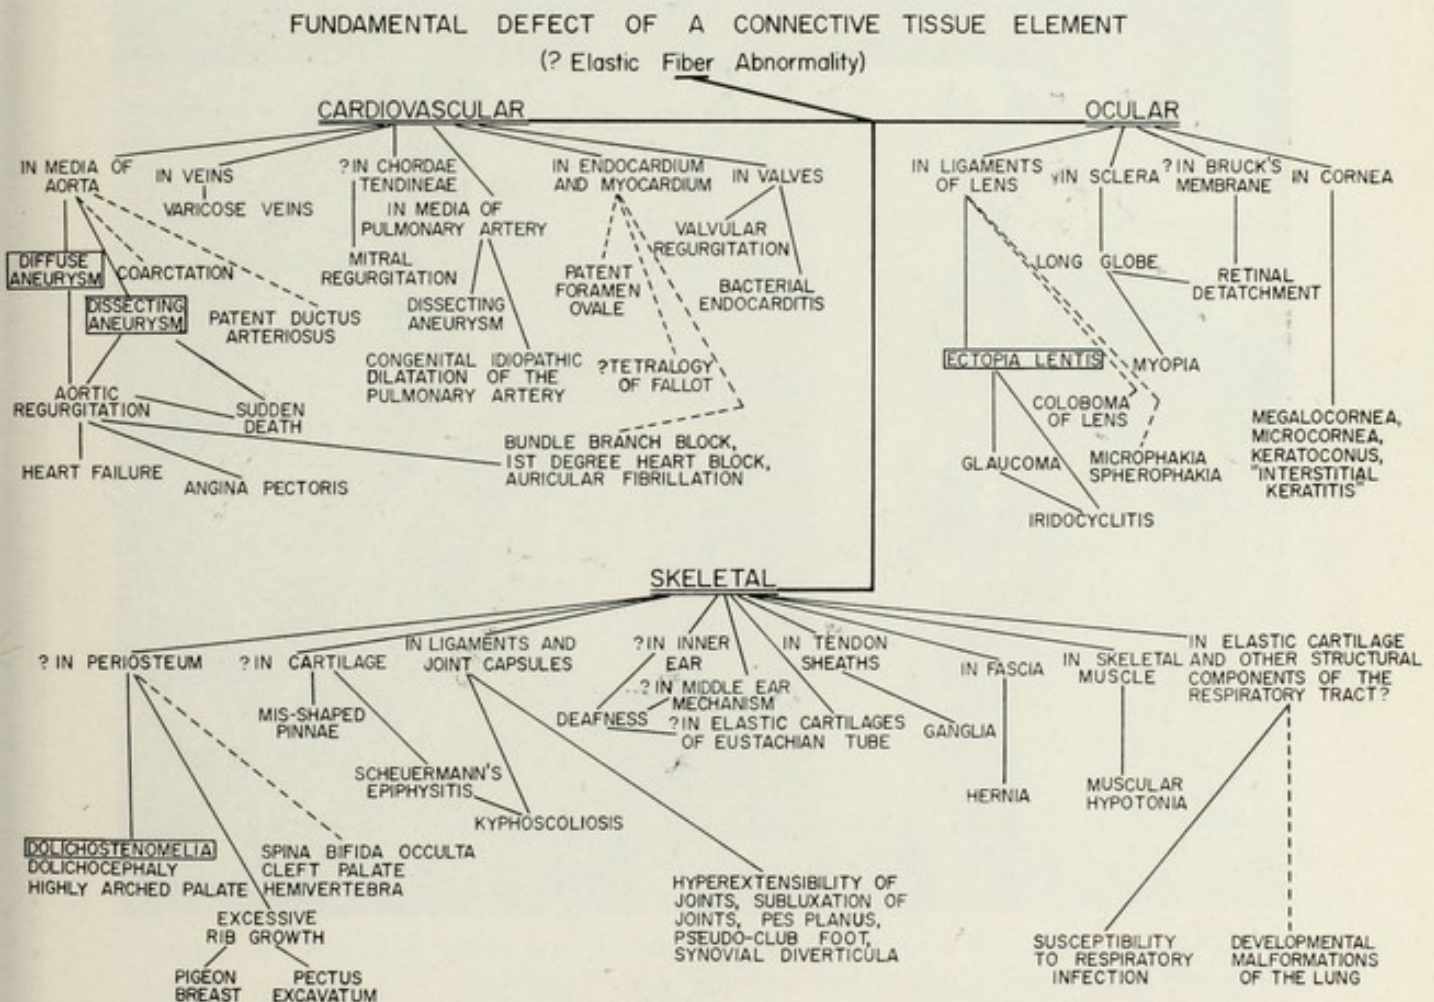 FUNDAMENTAL DEFECT OF A CONNECTIVE TISSUE ELEMENT
(? Elastic Fiber Abnormality)
CARDIOVASCULAR
IN MEDIA OF
AORTA
IN VEINS
VARICOSE VEINS
? IN CHORDAE
TENDINEAE
IN MEDIA OF
PULMONARY ARTERY
IN ENDOCARDIUM
AND MYOCARDIUM
IN VALVES
DIFFUSE
ANEURYSM
COARCTATION
DISSECTING
ANEURYSM
PATENT DUCTUS
ARTERIOSUS
MITRAL
REGURGITATION
DISSECTING
ANEURYSM
CONGENITAL IDIOPATHIC
DILATATION OF THE
PULMONARY ARTERY
PATENT
FORAMEN
OVALE
?TETRALOGY
OF FALLOT
VALVULAR
REGURGITATION
BACTERIAL
ENDOCARDITIS
AORTIC
REGURGITATION
SUDDEN
DEATH
HEART FAILURE
ANGINA PECTORIS
BUNDLE BRANCH BLOCK,
1ST DEGREE HEART BLOCK,
AURICULAR FIBRILLATION
OCULAR
IN LIGAMENTS
OF LENS
IN SCLERA
? IN BRUCK'S
MEMBRANE
IN CORNEA
LONG GLOBE
RETINAL
DETATCHMENT
ECTOPIA LENTIS
MYOPIA
COLOBOMA
OF LENS
GLAUCOMA
MICROPHAKIA
SPHEROPHAKIA
IRIDOCYCLITIS
MEGALOCORNEA,
MICROCORNEA,
KERATOCONUS,
"INTERSTITIAL
KERATITIS"
SKELETAL
? IN PERIOSTEUM
? IN CARTILAGE
IN LIGAMENTS AND
JOINT CAPSULES
? IN INNER
EAR
? IN MIDDLE EAR
MECHANISM
DEAFNESS
? IN ELASTIC CARTILAGES
OF EUSTACHIAN TUBE
IN TENDON
SHEATHS
GANGLIA
IN FASCIA
IN SKELETAL
MUSCLE
IN ELASTIC CARTILAGE
AND OTHER STRUCTURAL
COMPONENTS OF THE
RESPIRATORY TRACT?
MIS-SHAPED
PINNAE
SCHEUERMANN'S
EPIPHYSITIS
KYPHOSCOLIOSIS
HERNIA
MUSCULAR
HYPOTONIA
DOLICHOSTENOMELIA
DOLICHOCEPHALY
HIGHLY ARCHED PALATE
SPINA BIFIDA OCCULTA
CLEFT PALATE
HEMIVERTEBRA
EXCESSIVE
RIB GROWTH
PIGEON
BREAST
PECTUS
EXCAVATUM
HYPEREXTENSIBILITY OF
JOINTS, SUBLUXATION OF
JOINTS, PES PLANUS,
PSEUDO-CLUB FOOT,
SYNOVIAL DIVERTICULA
SUSCEPTIBILITY
TO RESPIRATORY
INFECTION
DEVELOPMENTAL
MALFORMATIONS
OF THE LUNG